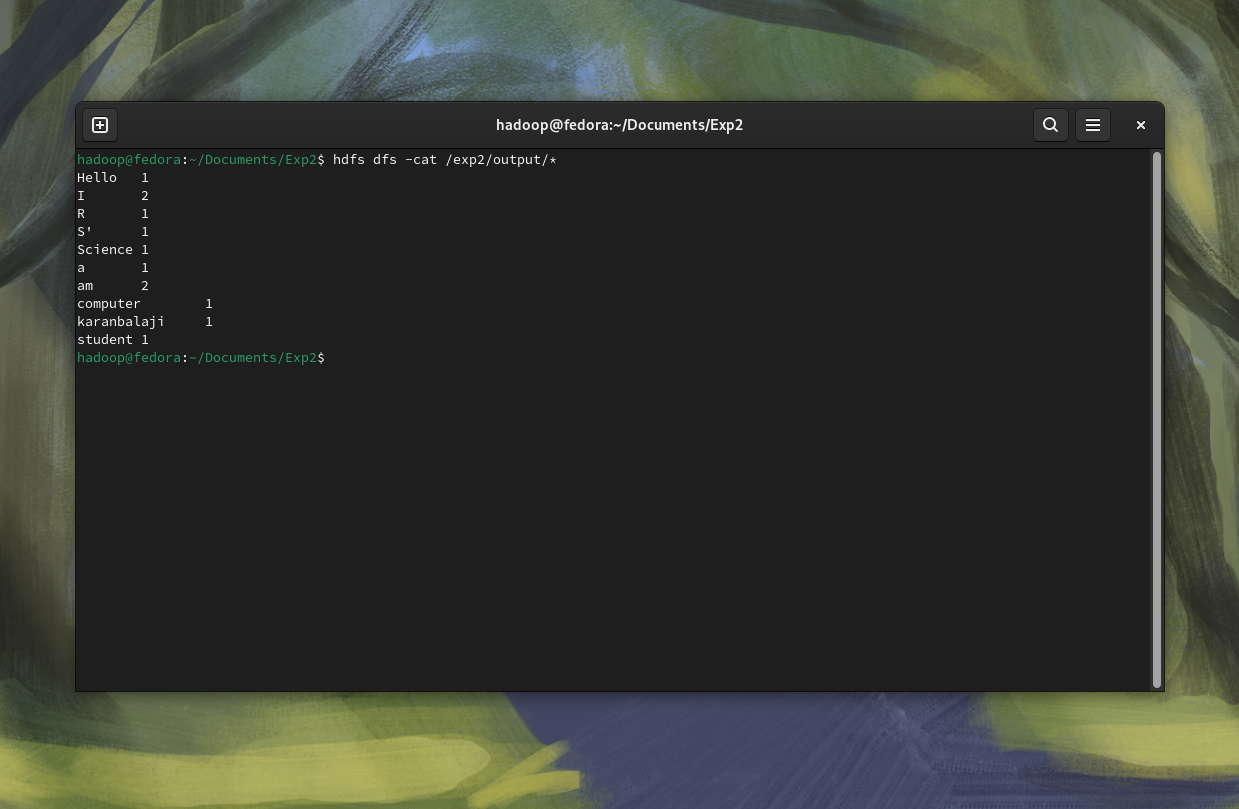 hadoop@fedora:~/Documents/Exp2
hadoop@fedora:~/Documents/Exp2$ hdfs dfs -cat /exp2/output/*
Hello	1
I	2
R	1
S'	1
Science	1
a	1
am	2
computer	1
karanbalaji	1
student	1
hadoop@fedora:~/Documents/Exp2$